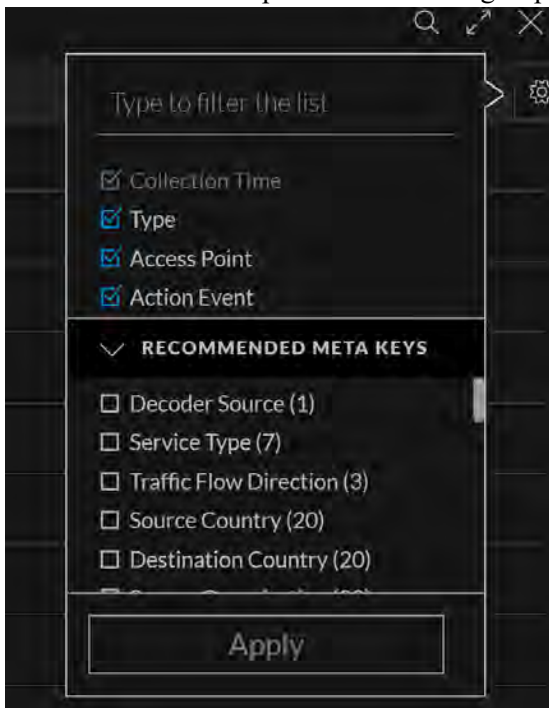 Type to filter the list
Collection Time
Type
Access Point
Action Event
RECOMMENDED META KEYS
Decoder Source (1)
Service Type (7)
Traffic Flow Direction (3)
Source Country (20)
Destination Country (20)
Apply